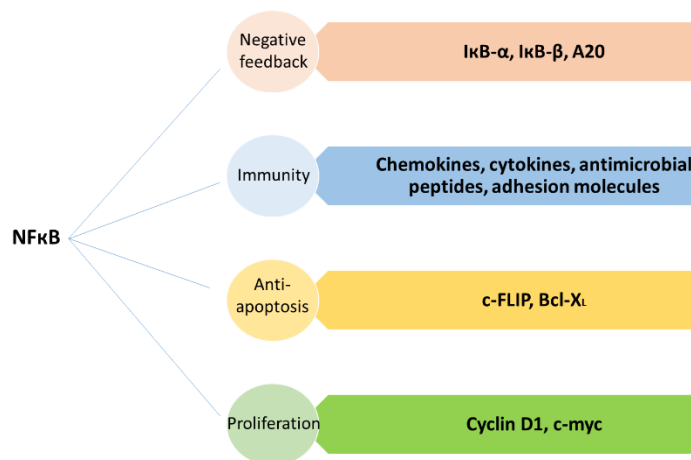 Negative
feedback
IκB-α, IκB-β, A20
Immunity
Chemokines, cytokines, antimicrobial
peptides, adhesion molecules
NFκB
Anti-
apoptosis
c-FLIP, Bcl-XL
Proliferation
Cyclin D1, c-myc